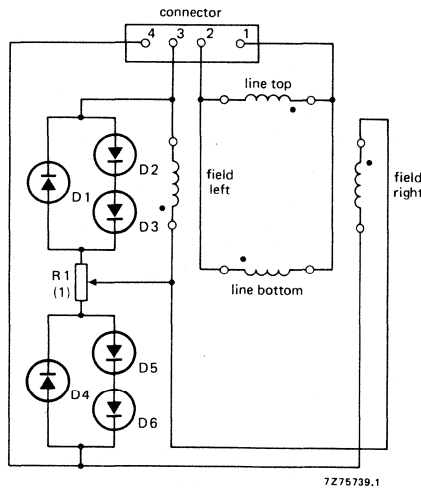 connector
4 3 2 1
line top
D2
field
left
field
right
D1
D3
R1
(1)
line bottom
D5
D4
D6
7Z75739.1